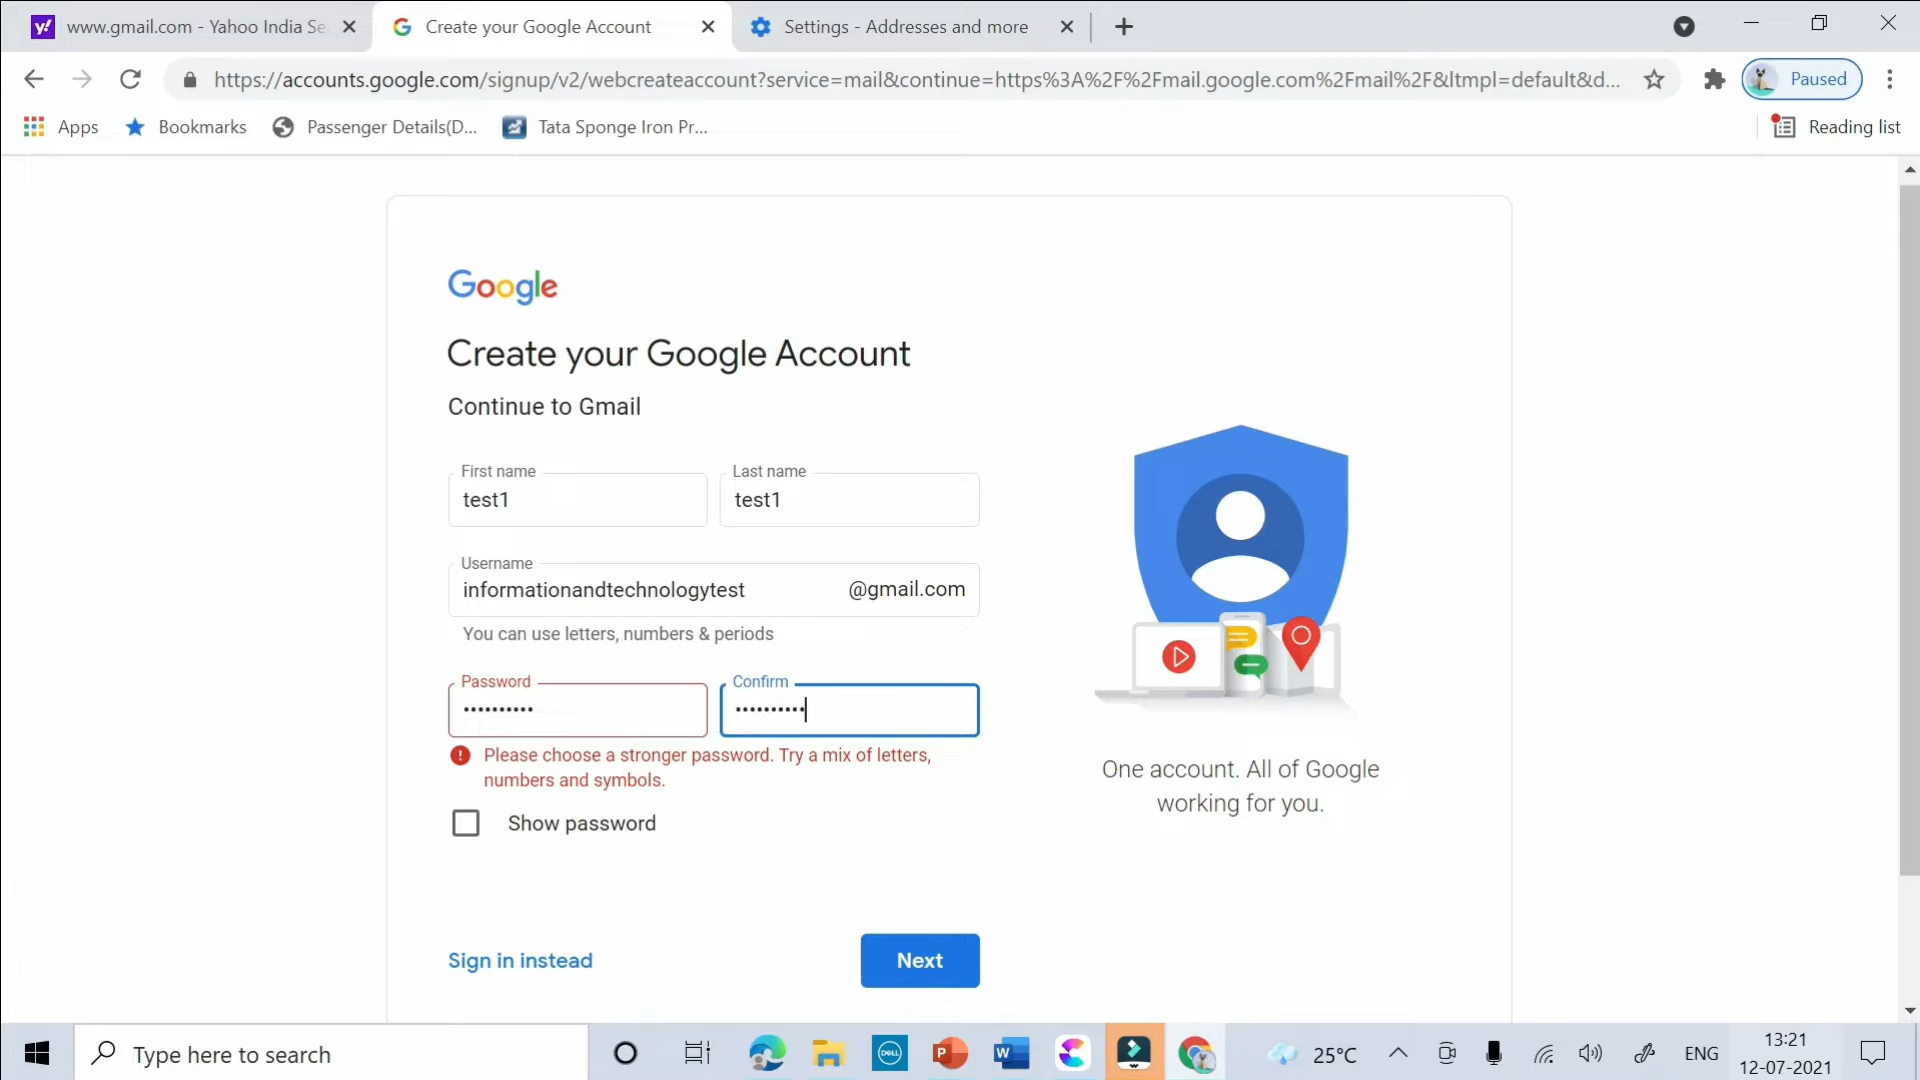 www.gmail.com - Yahoo India Se
Create your Google Account
Settings - Addresses and more
https://accounts.google.com/signup/v2/webcreateaccount?service=mail&continue=https%3A%2F%2Fmail.google.com%2Fmail%2F&ltmpl=default&d...
Paused
Apps
Bookmarks
Passenger Details(D...
Tata Sponge Iron Pr...
Reading list
Google
Create your Google Account
Continue to Gmail
First name
Last name
test1
test1
Username
informationandtechnologytest
@gmail.com
You can use letters, numbers & periods
Password
Confirm
Please choose a stronger password. Try a mix of letters,
numbers and symbols.
Show password
One account. All of Google
working for you.
Sign in instead
Next
Type here to search
DELL
P
W
25°C
ENG
13:21
12-07-2021